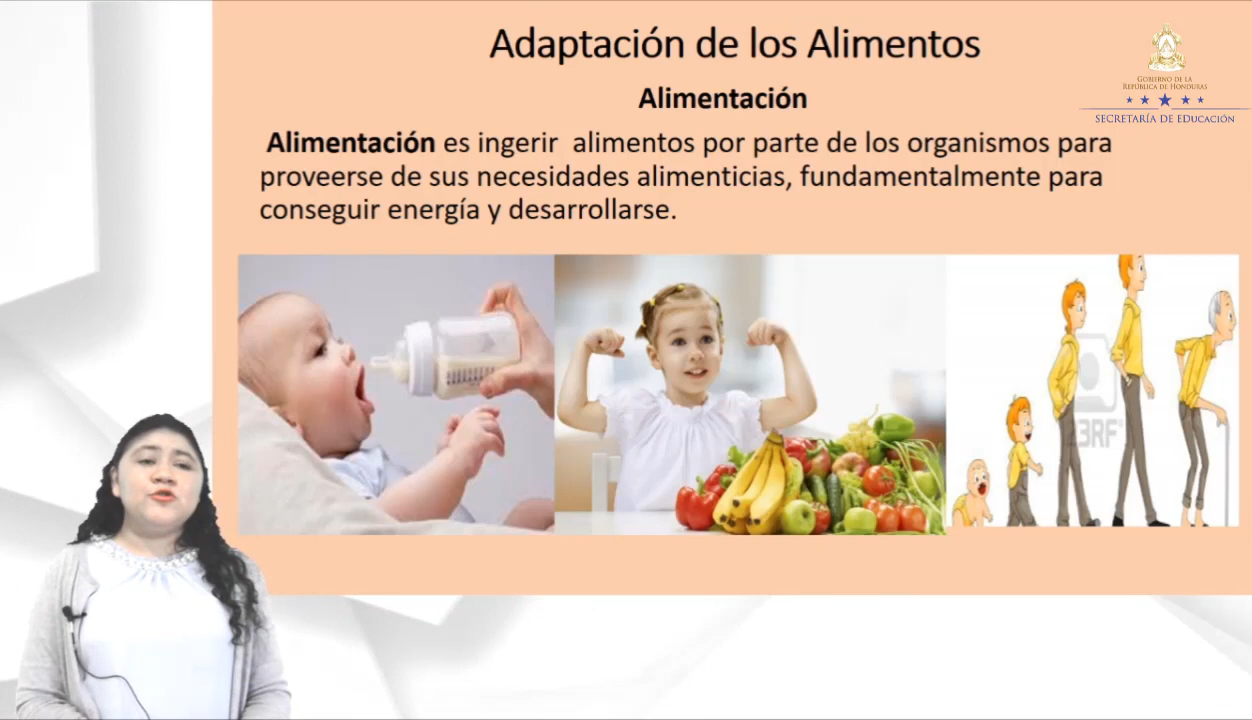 Adaptación de los Alimentos
Alimentación
Alimentación es ingerir alimentos por parte de los organismos para
proveerse de sus necesidades alimenticias, fundamentalmente para
conseguir energía y desarrollarse.
GOBIERNO DE LA
REPÚBLICA DE HONDURAS
SECRETARÍA DE EDUCACIÓN
123RF